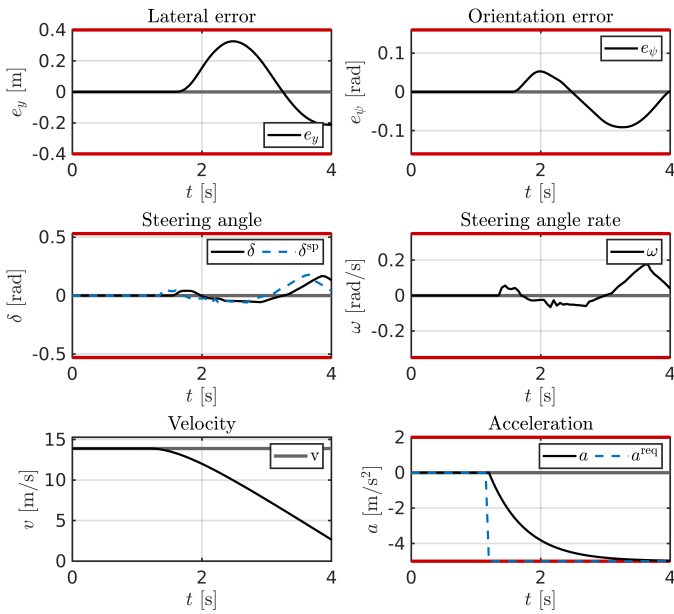 Lateral error
0.4
0.2
0
-0.2
-0.4
e_y [m]
e_y
0 2 4
t [s]
Orientation error
0.1
0
-0.1
e_ψ [rad]
e_ψ
0 2 4
t [s]
Steering angle
0.5
0
-0.5
δ [rad]
δ δ^sp
0 2 4
t [s]
Steering angle rate
0.2
0
-0.2
ω [rad/s]
ω
0 2 4
t [s]
Velocity
15
10
5
0
v [m/s]
v
0 2 4
t [s]
Acceleration
2
0
-2
-4
a [m/s²]
a a^req
0 2 4
t [s]